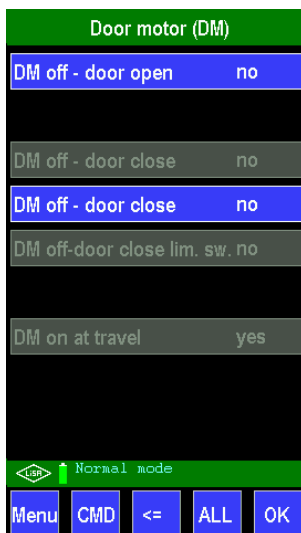 Door motor (DM)
DM off - door open no
DM off - door close no
DM off - door close no
DM off-door close lim. sw. no
DM on at travel yes
LiSA Normal mode
Menu CMD <= ALL OK